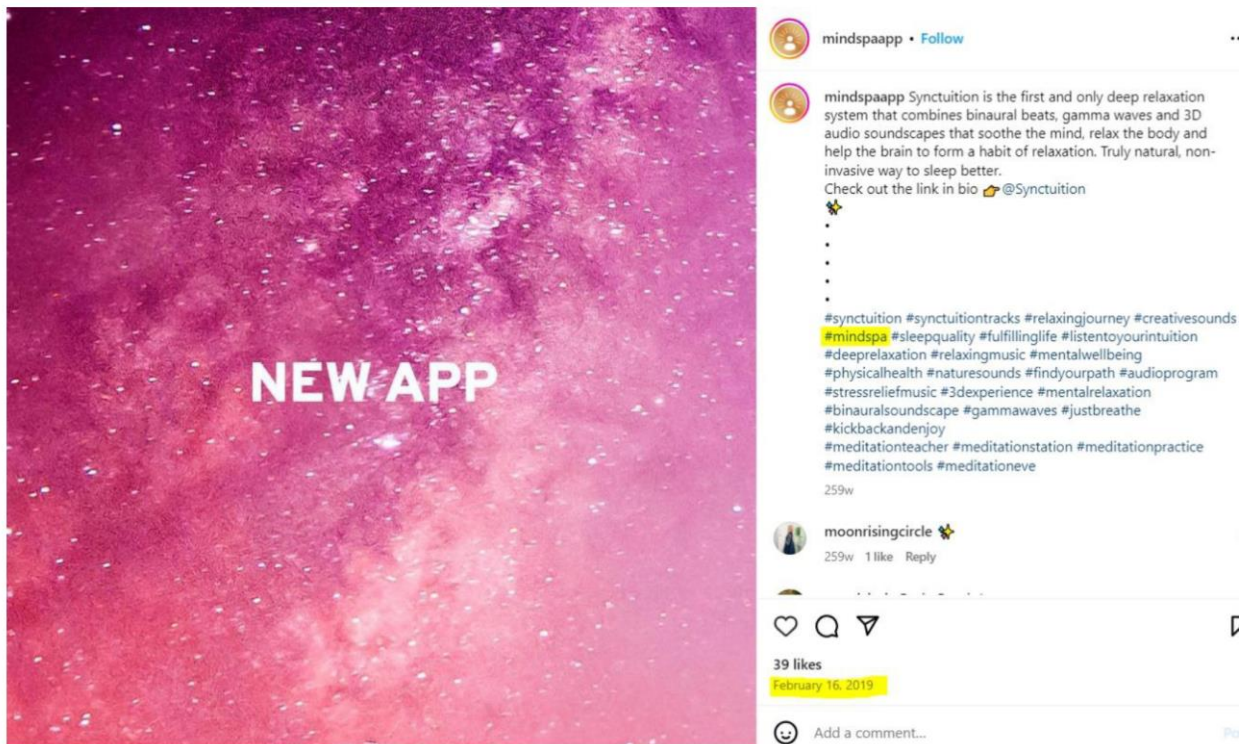 NEW APP
mindspaapp • Follow
mindspaapp Synctuition is the first and only deep relaxation
system that combines binaural beats, gamma waves and 3D
audio soundscapes that soothe the mind, relax the body and
help the brain to form a habit of relaxation. Truly natural, non-
invasive way to sleep better.
Check out the link in bio 👉@Synctuition
✨
•
•
•
•
•
#synctuition #synctuitiontracks #relaxingjourney #creativesounds
#mindspa #sleepquality #fulfillinglife #listentoyourintuition
#deeprelaxation #relaxingmusic #mentalwellbeing
#physicalhealth #naturesounds #findyourpath #audioprogram
#stressreliefmusic #3dexperience #mentalrelaxation
#binauralsoundscape #gammawaves #justbreathe
#kickbackandenjoy
#meditationteacher #meditationstation #meditationpractice
#meditationtools #meditationeve
259w
moonrisingcircle ✨
259w 1 like Reply
39 likes
February 16, 2019
Add a comment...